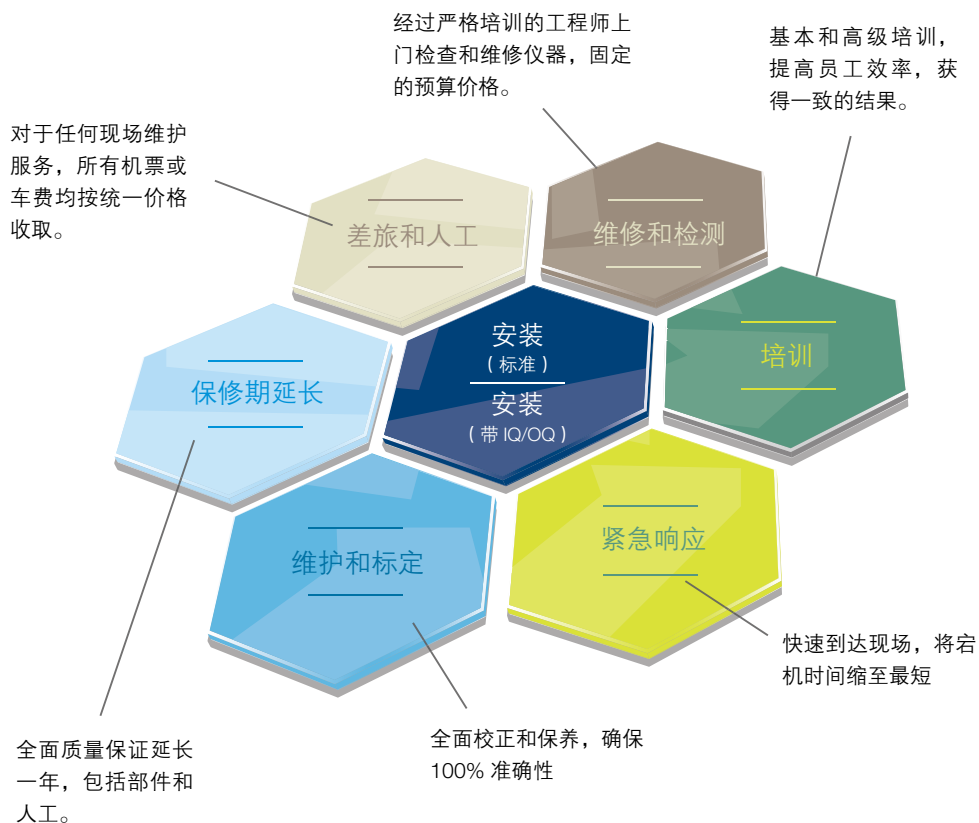 经过严格培训的工程师上
门检查和维修仪器，固定
的预算价格。
基本和高级培训，
提高员工效率，获
得一致的结果。
对于任何现场维护
服务，所有机票或
车费均按统一价格
收取。
差旅和人工
维修和检测
安装
（标准）
安装
（带 IQ/OQ）
培训
保修期延长
维护和标定
紧急响应
快速到达现场，将宕
机时间缩至最短
全面校正和保养，确保
100% 准确性
全面质量保证延长
一年，包括部件和
人工。